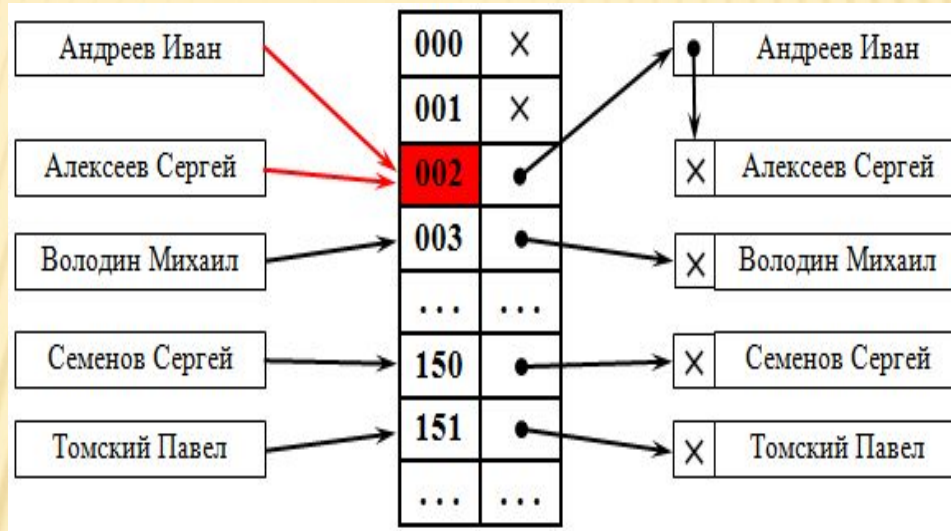 Андреев Иван
000
×
Андреев Иван
001
×
Алексеев Сергей
002
×
Алексеев Сергей
Володин Михаил
003
×
Володин Михаил
...
...
Семенов Сергей
150
×
Семенов Сергей
Томский Павел
151
×
Томский Павел
...
...